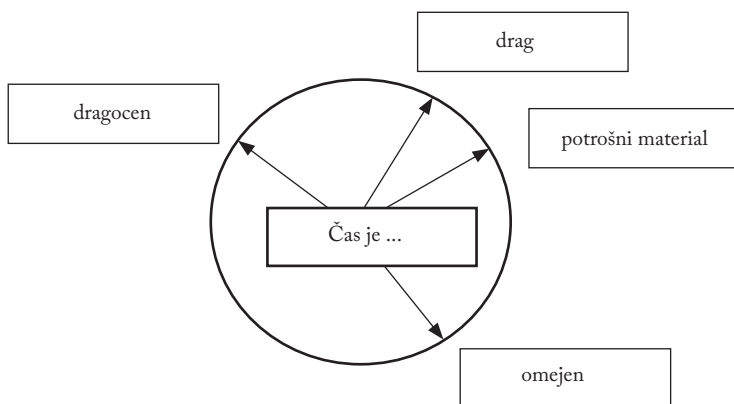 drag
dragocen
potrošni material
Čas je ...
omejen